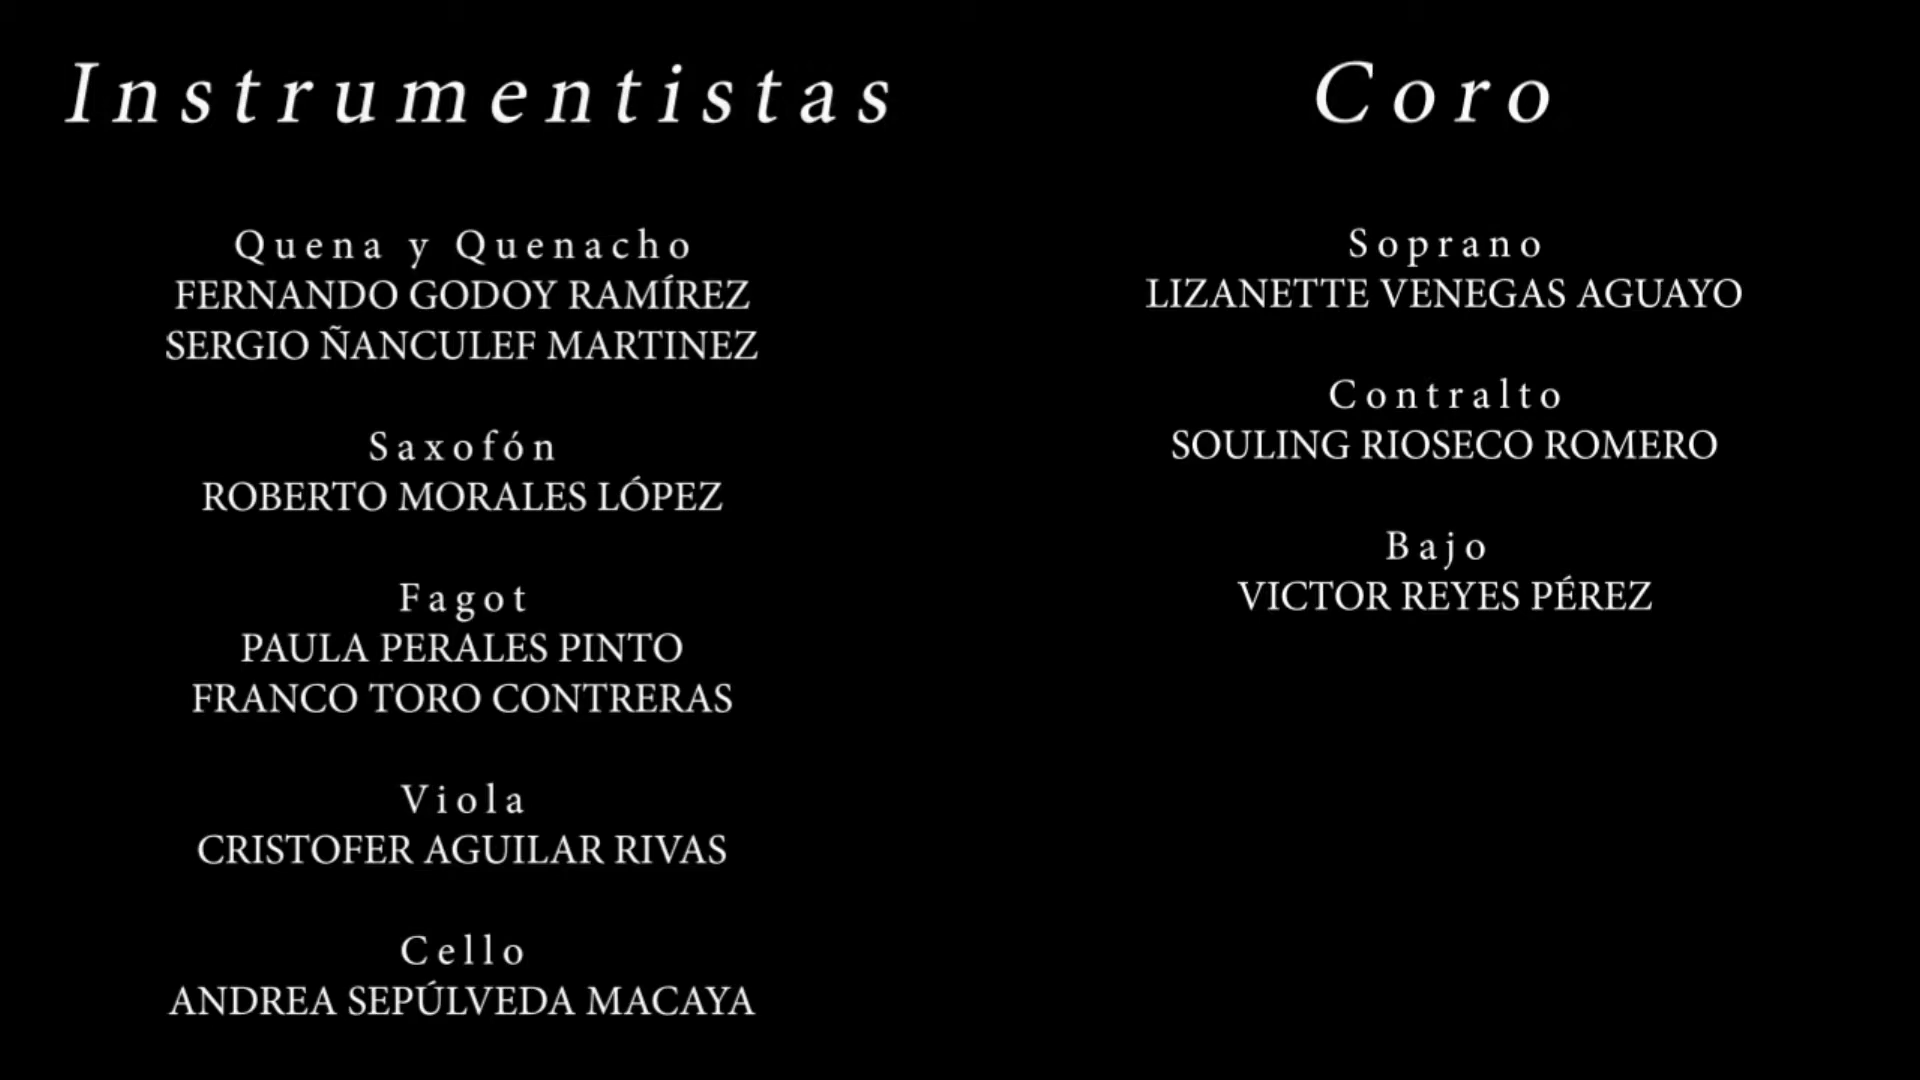 Instrumentistas
Quena y Quenacho
FERNANDO GODOY RAMÍREZ
SERGIO ÑANCULEF MARTINEZ
Saxofón
ROBERTO MORALES LÓPEZ
Fagot
PAULA PERALES PINTO
FRANCO TORO CONTRERAS
Viola
CRISTOFER AGUILAR RIVAS
Cello
ANDREA SEPÚLVEDA MACAYA
Coro
Soprano
LIZANETTE VENEGAS AGUAYO
Contralto
SOULING RIOSECO ROMERO
Bajo
VICTOR REYES PÉREZ